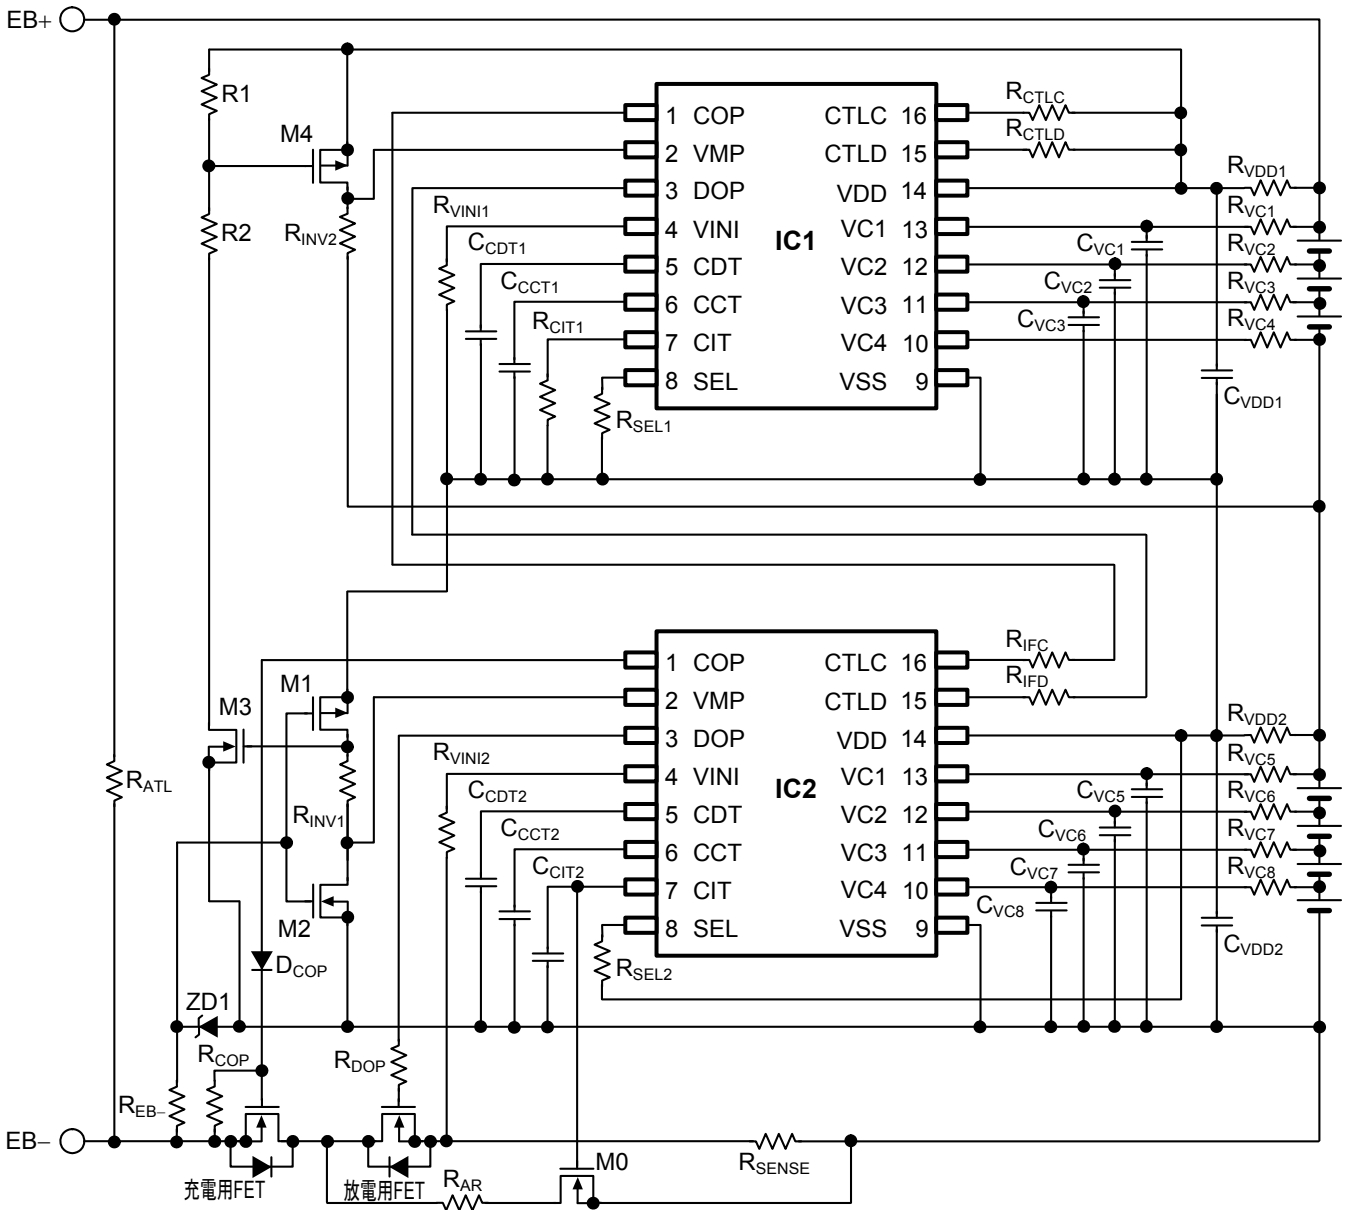 EB+
R1
M4
R2
RINV2
RVINI1
CCDT1
CCCT1
RCIT1
RSEL1
1 COP
2 VMP
3 DOP
4 VINI
5 CDT
6 CCT
7 CIT
8 SEL
IC1
CTLC 16
CTLD 15
VDD 14
VC1 13
VC2 12
VC3 11
VC4 10
VSS 9
RCTLC
RCTLD
RVDD1
RVC1
RVC2
RVC3
RVC4
CVC1
CVC2
CVC3
CVDD1
M1
M3
RATL
RINV1
M2
DCOP
ZD1
RVINI2
CCDT2
CCCT2
CCIT2
RSEL2
1 COP
2 VMP
3 DOP
4 VINI
5 CDT
6 CCT
7 CIT
8 SEL
IC2
CTLC 16
CTLD 15
VDD 14
VC1 13
VC2 12
VC3 11
VC4 10
VSS 9
RIFC
RIFD
RVDD2
RVC5
RVC6
RVC7
RVC8
CVC5
CVC6
CVC7
CVC8
CVDD2
RCOP
RDOP
REB−
EB−
充電用FET
放電用FET
RAR
M0
RSENSE